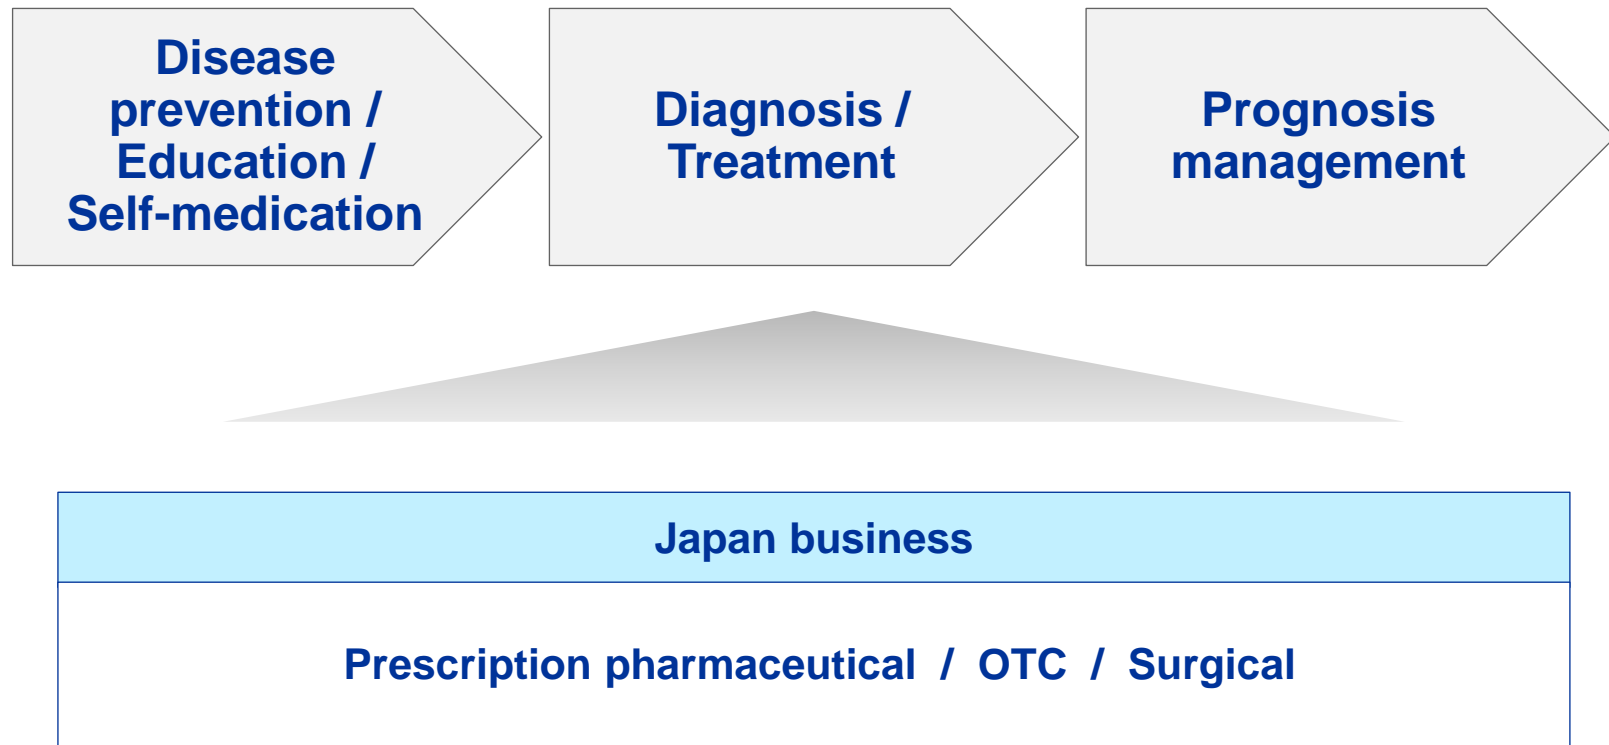 Disease
prevention /
Education /
Self-medication
Diagnosis /
Treatment
Prognosis
management
Japan business
Prescription pharmaceutical / OTC / Surgical